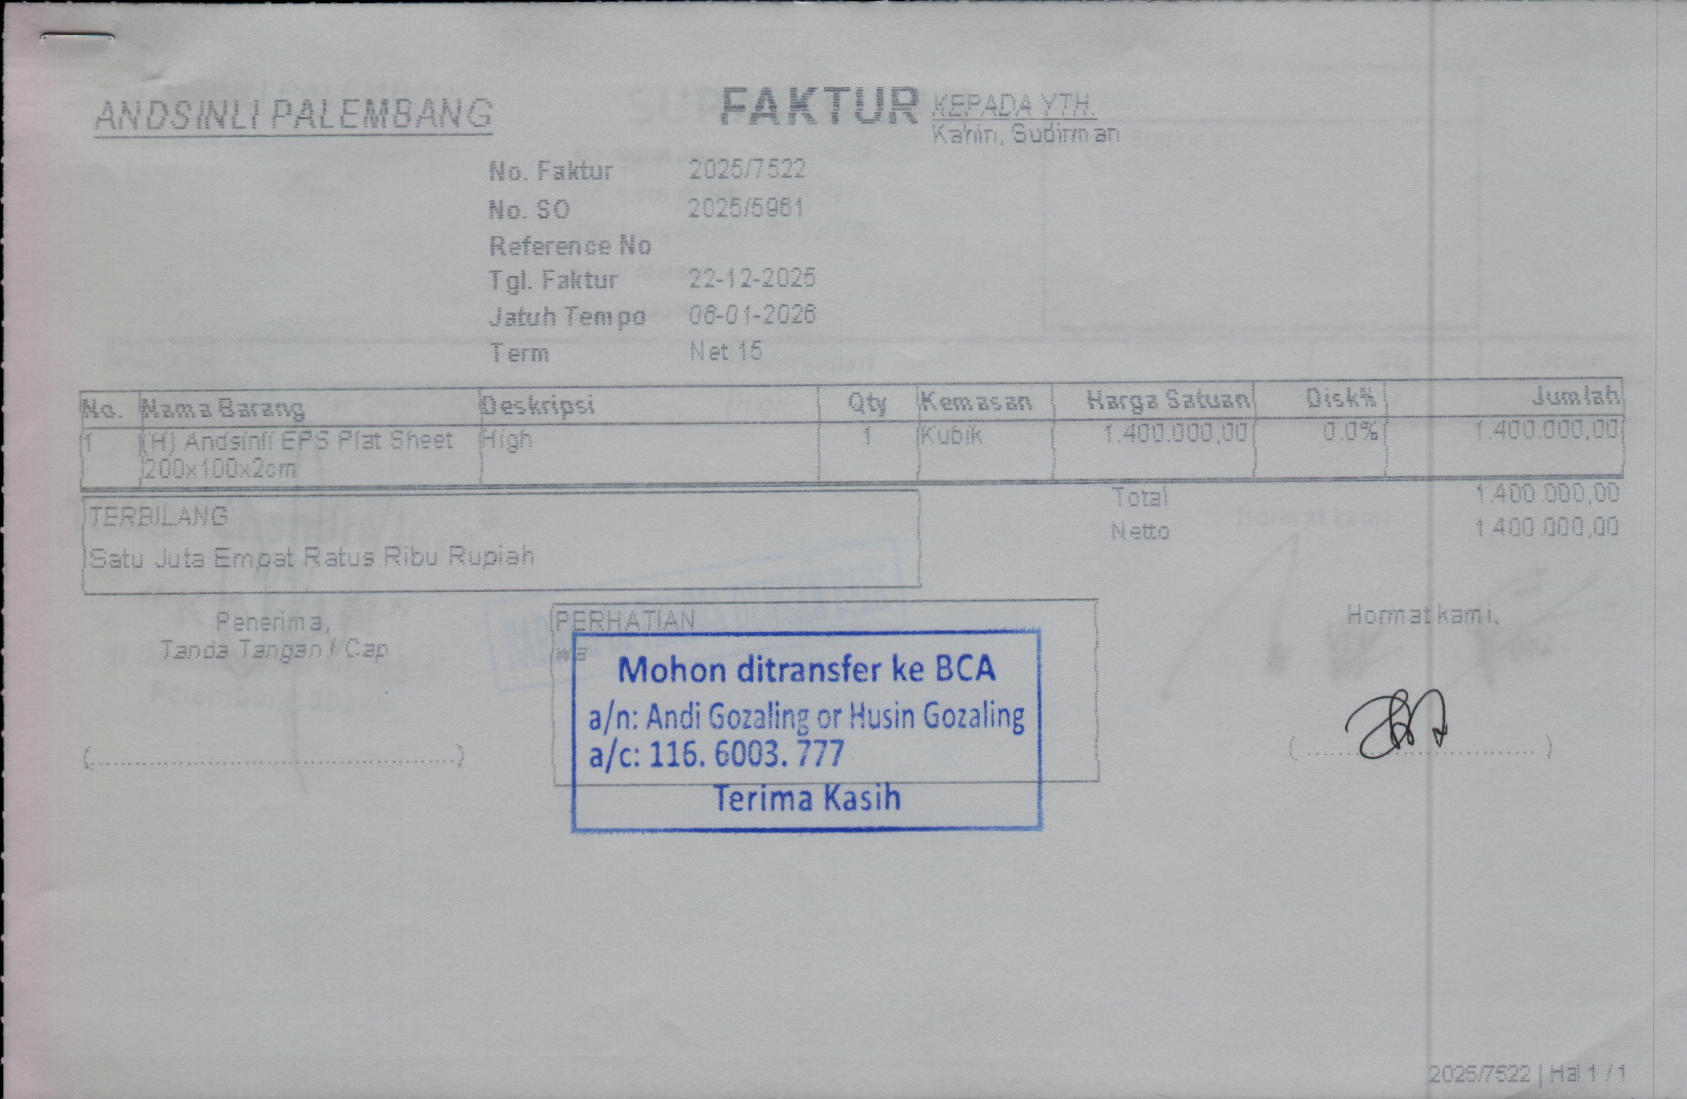 ANDSINLI PALEMBANG
FAKTUR
KEPADA YTH.
Kahin, Sudirman
No. Faktur 2025/7522
No. SO 2025/5961
Reference No
Tgl. Faktur 22-12-2025
Jatuh Tempo 06-01-2026
Term Net 15
No. Nama Barang Deskripsi Qty Kemasan Harga Satuan Disk% Jumlah
1 (H) Andsinli EPS Plat Sheet High 1 Kubik 1.400.000,00 0.0% 1.400.000,00
200x100x2cm
Total 1.400.000,00
Netto 1.400.000,00
TERBILANG
Satu Juta Empat Ratus Ribu Rupiah
Penerima,
Tanda Tangan / Cap
(..........................................................)
PERHATIAN
Mohon ditransfer ke BCA
a/n: Andi Gozaling or Husin Gozaling
a/c: 116. 6003. 777
Terima Kasih
Hormat kami,
(....................................)
2025/7522 | Hal 1 / 1